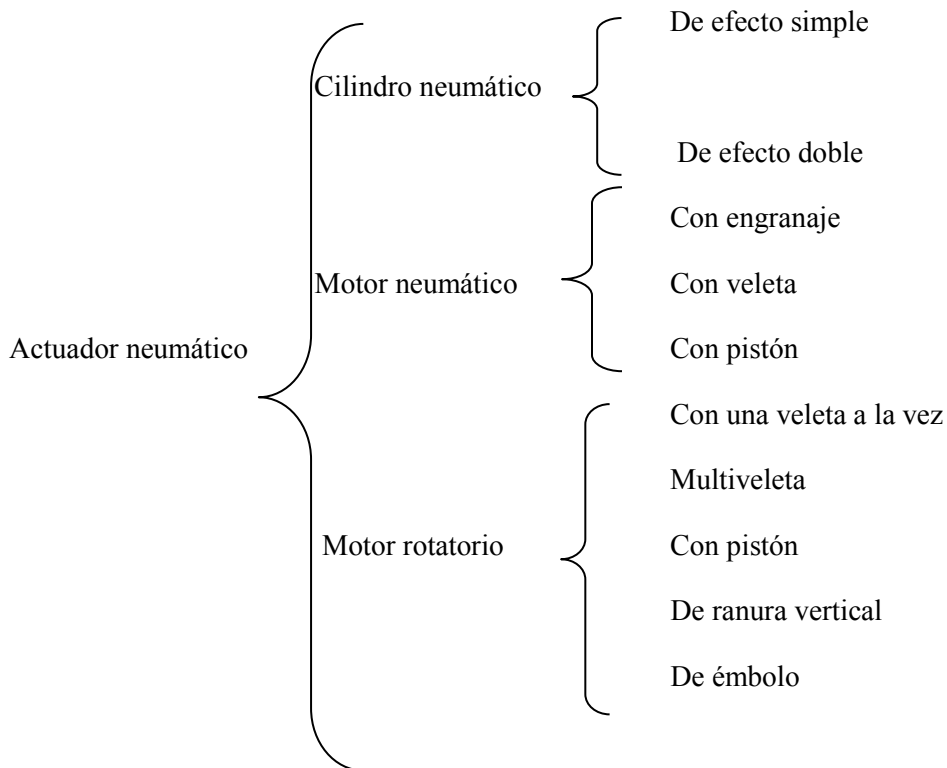 De efecto simple
Cilindro neumático
De efecto doble
Con engranaje
Motor neumático
Con veleta
Actuador neumático
Con pistón
Con una veleta a la vez
Multiveleta
Motor rotatorio
Con pistón
De ranura vertical
De émbolo